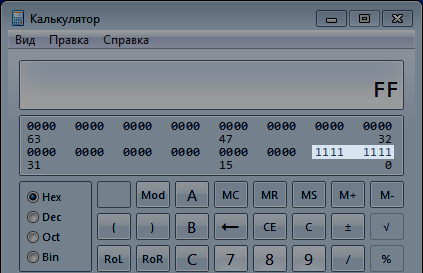 Калькулятор
Вид Правка Справка
FF
0000 0000 0000 0000 0000 0000 0000 0000
63 47 32
0000 0000 0000 0000 0000 0000 1111 1111
31 15 0
Hex Mod A MC MR MS M+ M-
Dec
Oct ( ) B ← CE C ± √
Bin RoL RoR C 7 8 9 / %